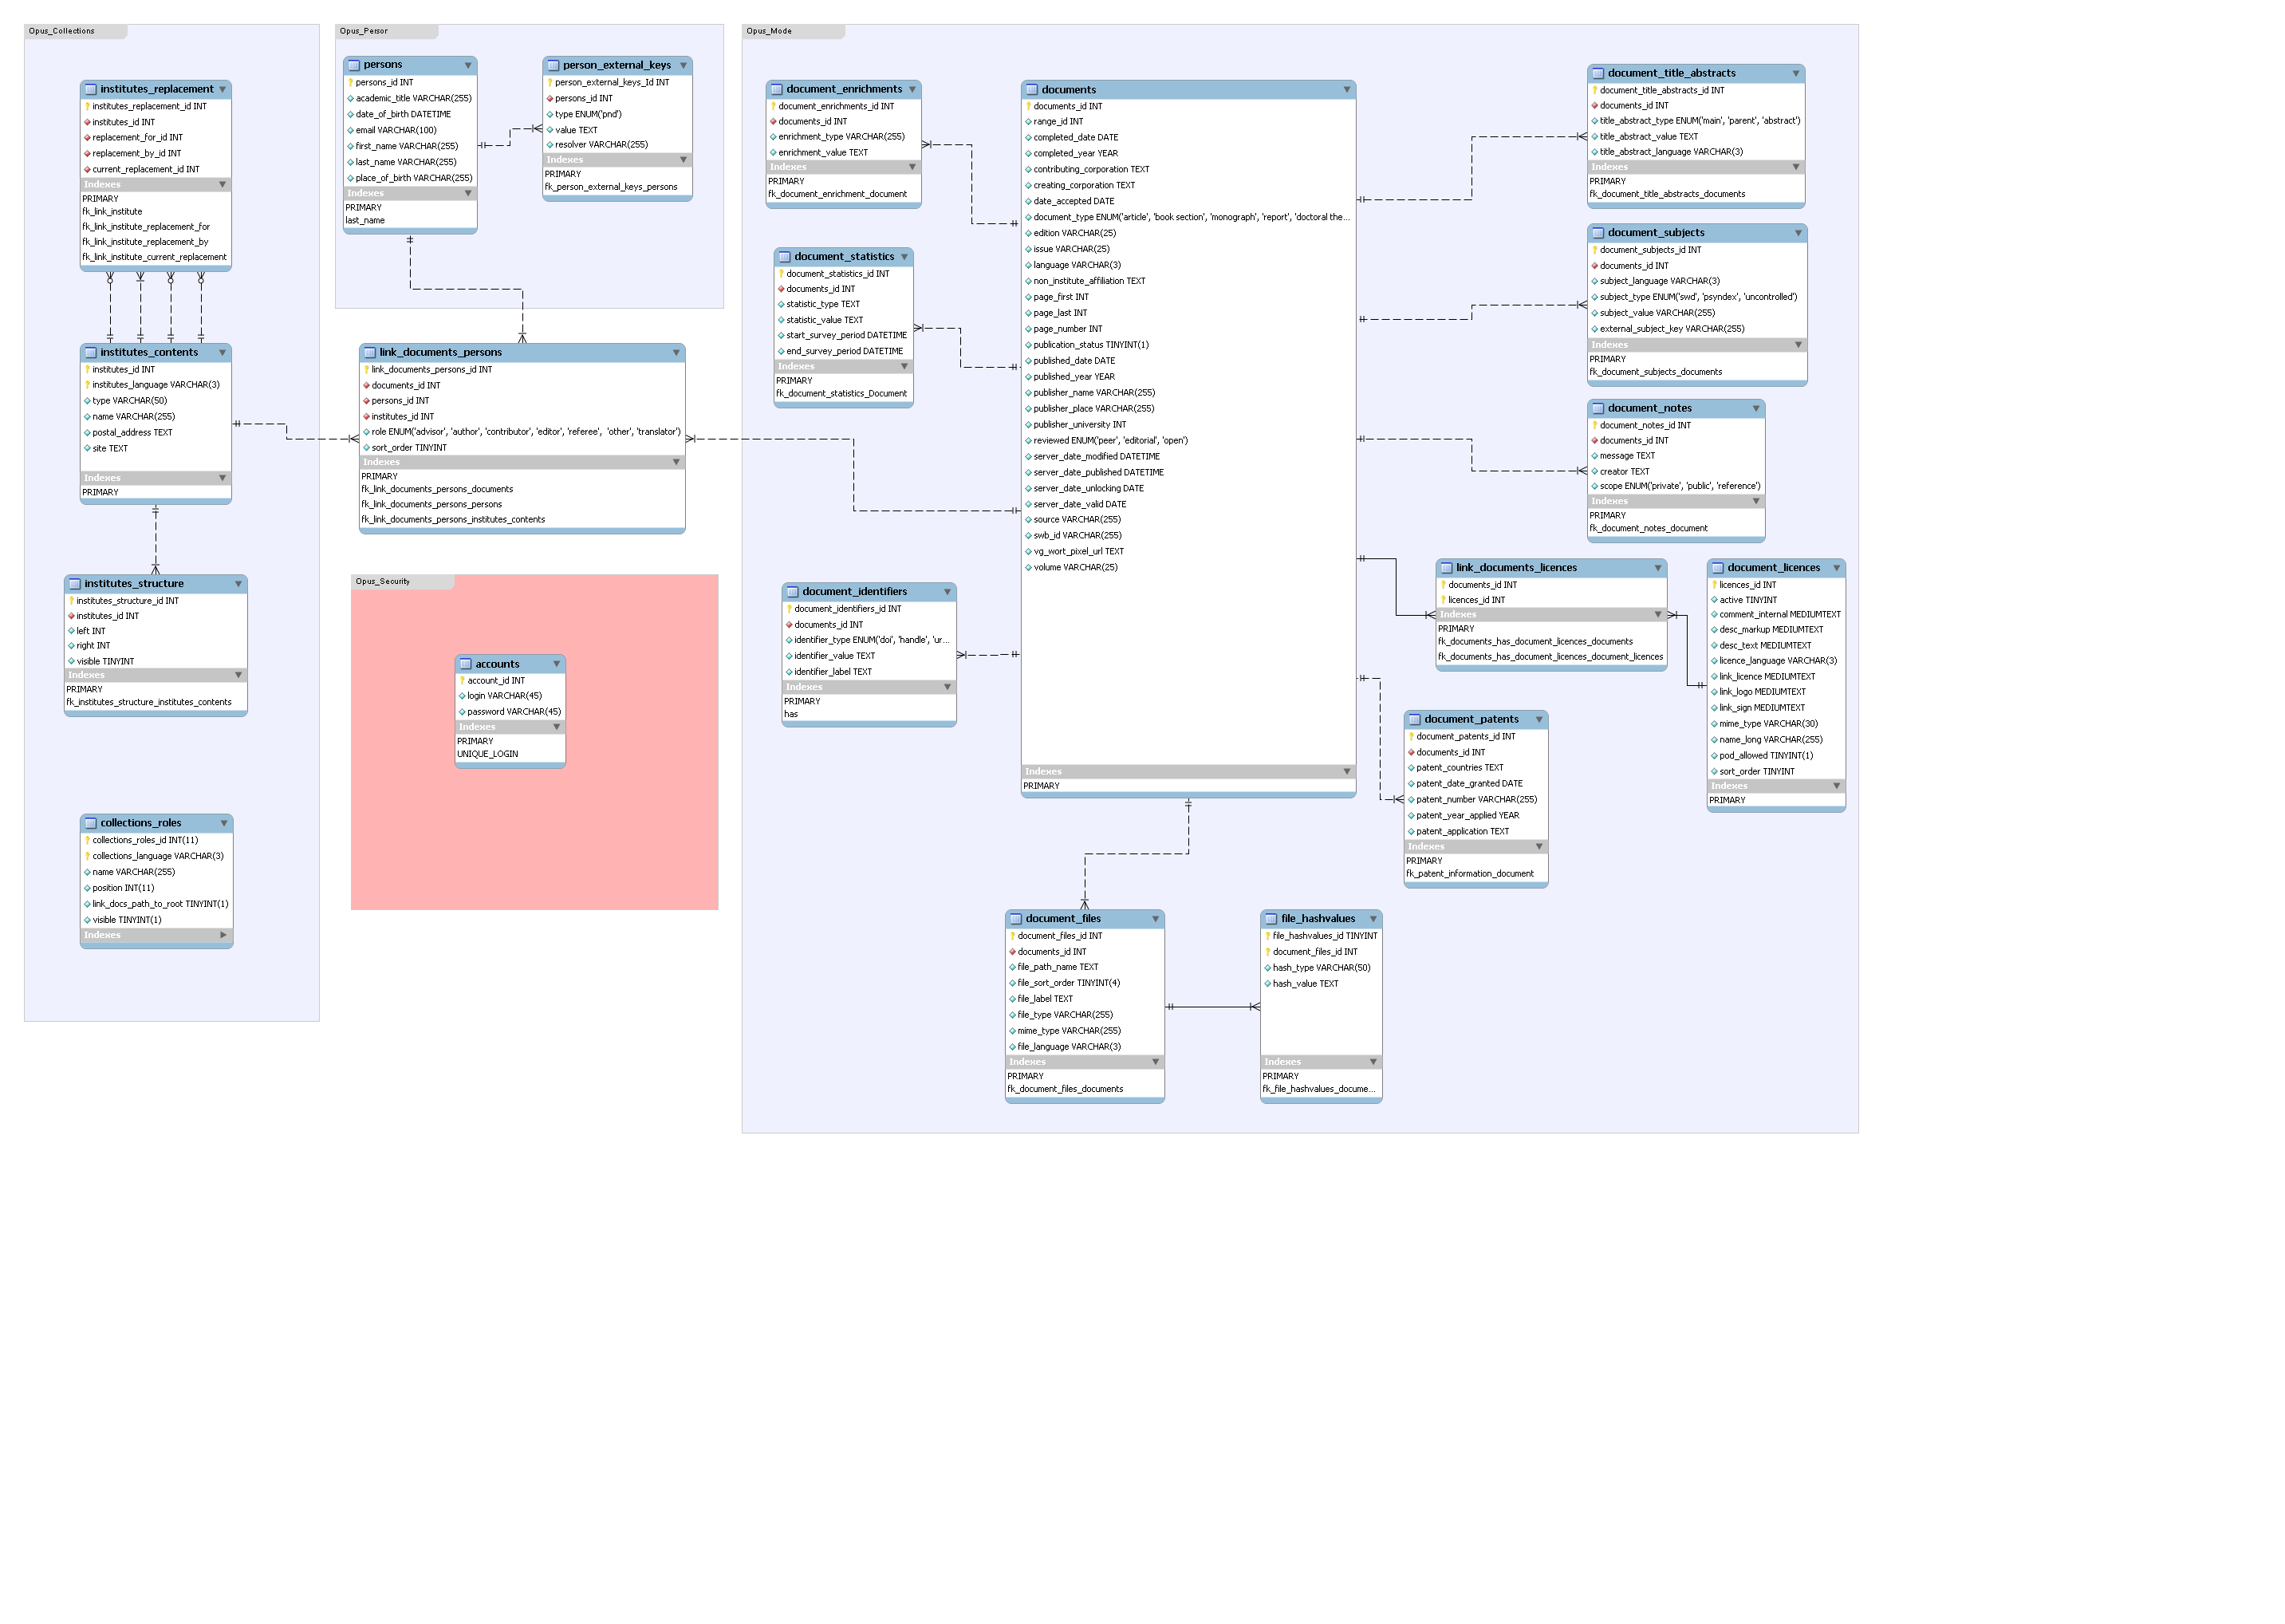 Opus_Collections
institutes_replacement
institutes_replacement_id INT
institutes_id INT
replacement_for_id INT
replacement_by_id INT
current_replacement_id INT
Indexes
PRIMARY
fk_link_institute
fk_link_institute_replacement_for
fk_link_institute_replacement_by
fk_link_institute_current_replacement
institutes_contents
institutes_id INT
institutes_language VARCHAR(3)
type VARCHAR(50)
name VARCHAR(255)
postal_address TEXT
site TEXT
Indexes
PRIMARY
institutes_structure
institutes_structure_id INT
institutes_id INT
left INT
right INT
visible TINYINT
Indexes
PRIMARY
fk_institutes_structure_institutes_contents
collections_roles
collections_roles_id INT(11)
collections_language VARCHAR(3)
name VARCHAR(255)
position INT(11)
link_docs_path_to_root TINYINT(1)
visible TINYINT(1)
Indexes
Opus_Person
persons
persons_id INT
academic_title VARCHAR(255)
date_of_birth DATETIME
email VARCHAR(100)
first_name VARCHAR(255)
last_name VARCHAR(255)
place_of_birth VARCHAR(255)
Indexes
PRIMARY
last_name
person_external_keys
person_external_keys_Id INT
persons_id INT
type ENUM('pnd')
value TEXT
resolver VARCHAR(255)
Indexes
PRIMARY
fk_person_external_keys_persons
link_documents_persons
link_documents_persons_id INT
documents_id INT
persons_id INT
institutes_id INT
role ENUM('advisor', 'author', 'contributor', 'editor', 'referee', 'other', 'translator')
sort_order TINYINT
Indexes
PRIMARY
fk_link_documents_persons_documents
fk_link_documents_persons_persons
fk_link_documents_persons_institutes_contents
Opus_Security
accounts
account_id INT
login VARCHAR(45)
password VARCHAR(45)
Indexes
PRIMARY
UNIQUE_LOGIN
Opus_Mode
document_enrichments
document_enrichments_id INT
documents_id INT
enrichment_type VARCHAR(255)
enrichment_value TEXT
Indexes
PRIMARY
fk_document_enrichment_document
document_statistics
document_statistics_id INT
documents_id INT
statistic_type TEXT
statistic_value TEXT
start_survey_period DATETIME
end_survey_period DATETIME
Indexes
PRIMARY
fk_document_statistics_Document
document_identifiers
document_identifiers_id INT
documents_id INT
identifier_type ENUM('doi', 'handle', 'ur...
identifier_value TEXT
identifier_label TEXT
Indexes
PRIMARY
has
documents
documents_id INT
range_id INT
completed_date DATE
completed_year YEAR
contributing_corporation TEXT
creating_corporation TEXT
date_accepted DATE
document_type ENUM('article', 'book section', 'monograph', 'report', 'doctoral the...
edition VARCHAR(25)
issue VARCHAR(25)
language VARCHAR(3)
non_institute_affiliation TEXT
page_first INT
page_last INT
page_number INT
publication_status TINYINT(1)
published_date DATE
published_year YEAR
publisher_name VARCHAR(255)
publisher_place VARCHAR(255)
publisher_university INT
reviewed ENUM('peer', 'editorial', 'open')
server_date_modified DATETIME
server_date_published DATETIME
server_date_unlocking DATE
server_date_valid DATE
source VARCHAR(255)
swb_id VARCHAR(255)
vg_wort_pixel_url TEXT
volume VARCHAR(25)
Indexes
PRIMARY
document_title_abstracts
document_title_abstracts_id INT
documents_id INT
title_abstract_type ENUM('main', 'parent', 'abstract')
title_abstract_value TEXT
title_abstract_language VARCHAR(3)
Indexes
PRIMARY
fk_document_title_abstracts_documents
document_subjects
document_subjects_id INT
documents_id INT
subject_language VARCHAR(3)
subject_type ENUM('swd', 'psyndex', 'uncontrolled')
subject_value VARCHAR(255)
external_subject_key VARCHAR(255)
Indexes
PRIMARY
fk_document_subjects_documents
document_notes
document_notes_id INT
documents_id INT
message TEXT
creator TEXT
scope ENUM('private', 'public', 'reference')
Indexes
PRIMARY
fk_document_notes_document
link_documents_licences
documents_id INT
licences_id INT
Indexes
PRIMARY
fk_documents_has_document_licences_documents
fk_documents_has_document_licences_document_licences
document_licences
licences_id INT
active TINYINT
comment_internal MEDIUMTEXT
desc_markup MEDIUMTEXT
desc_text MEDIUMTEXT
licence_language VARCHAR(3)
link_licence MEDIUMTEXT
link_logo MEDIUMTEXT
link_sign MEDIUMTEXT
mime_type VARCHAR(30)
name_long VARCHAR(255)
pod_allowed TINYINT(1)
sort_order TINYINT
Indexes
PRIMARY
document_patents
document_patents_id INT
documents_id INT
patent_countries TEXT
patent_date_granted DATE
patent_number VARCHAR(255)
patent_year_applied YEAR
patent_application TEXT
Indexes
PRIMARY
fk_patent_information_document
document_files
document_files_id INT
documents_id INT
file_path_name TEXT
file_sort_order TINYINT(4)
file_label TEXT
file_type VARCHAR(255)
mime_type VARCHAR(255)
file_language VARCHAR(3)
Indexes
PRIMARY
fk_document_files_documents
file_hashvalues
file_hashvalues_id TINYINT
document_files_id INT
hash_type VARCHAR(50)
hash_value TEXT
Indexes
PRIMARY
fk_file_hashvalues_docume...